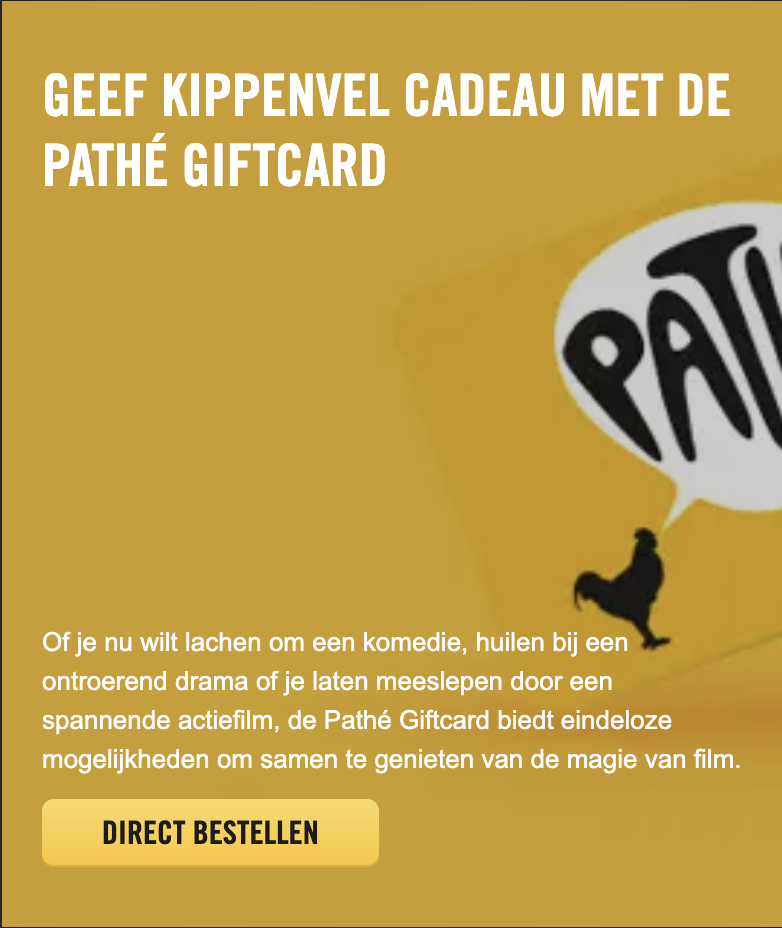 GEEF KIPPENVEL CADEAU MET DE
PATHÉ GIFTCARD
Of je nu wilt lachen om een komedie, huilen bij een
ontroerend drama of je laten meeslepen door een
spannende actiefilm, de Pathé Giftcard biedt eindeloze
mogelijkheden om samen te genieten van de magie van film.
DIRECT BESTELLEN